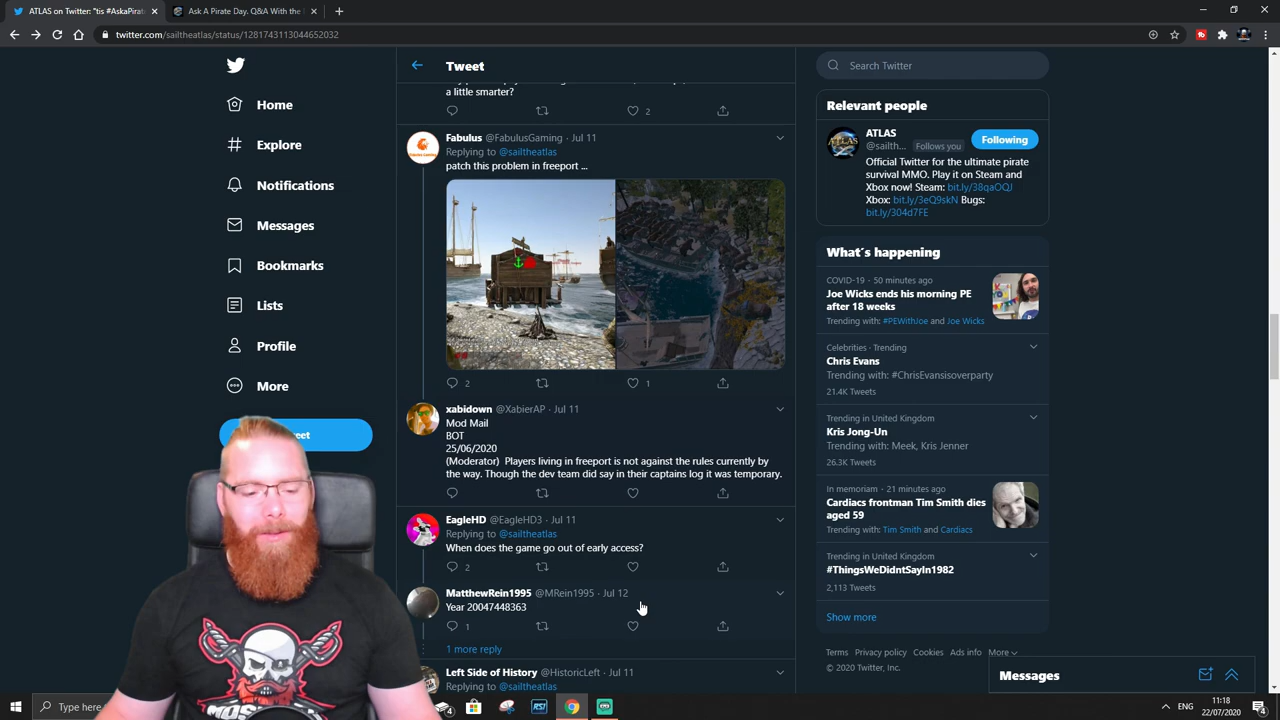 ATLAS on Twitter: "tis #AskaPirat
Ask A Pirate Day. Q&A With the
twitter.com/sailtheatlas/status/1281743113044652032
Home
Explore
Notifications
Messages
Bookmarks
Lists
Profile
More
Tweet
a little smarter?
2
Fabulus @FabulusGaming · Jul 11
Replying to @sailtheatlas
patch this problem in freeport ...
2
1
xabidown @XabierAP · Jul 11
Mod Mail
BOT
25/06/2020
(Moderator) Players living in freeport is not against the rules currently by
the way. Though the dev team did say in their captains log it was temporary.
EagleHD @EagleHD3 · Jul 11
Replying to @sailtheatlas
When does the game go out of early access?
2
MatthewRein1995 @MRein1995 · Jul 12
Year 20047448363
1
1 more reply
Left Side of History @HistoricLeft · Jul 11
Replying to @sailtheatlas
Search Twitter
Relevant people
ATLAS
@sailth... Follows you
Following
Official Twitter for the ultimate pirate
survival MMO. Play it on Steam and
Xbox now! Steam: bit.ly/38qaOQJ
Xbox: bit.ly/3eQ9skN Bugs:
bit.ly/304d7FE
What's happening
COVID-19 · 50 minutes ago
Joe Wicks ends his morning PE
after 18 weeks
Trending with: #PEWithJoe and Joe Wicks
Celebrities · Trending
Chris Evans
Trending with: #ChrisEvansisoverparty
21.4K Tweets
Trending in United Kingdom
Kris Jong-Un
Trending with: Meek, Kris Jenner
26.3K Tweets
In memoriam · 21 minutes ago
Cardiacs frontman Tim Smith dies
aged 59
Trending with: Tim Smith and Cardiacs
Trending in United Kingdom
#ThingsWeDidntSayIn1982
2,113 Tweets
Show more
Terms Privacy policy Cookies Ads info More
© 2020 Twitter, Inc.
Messages
Type here
RSI
ENG
11:18
22/07/2020